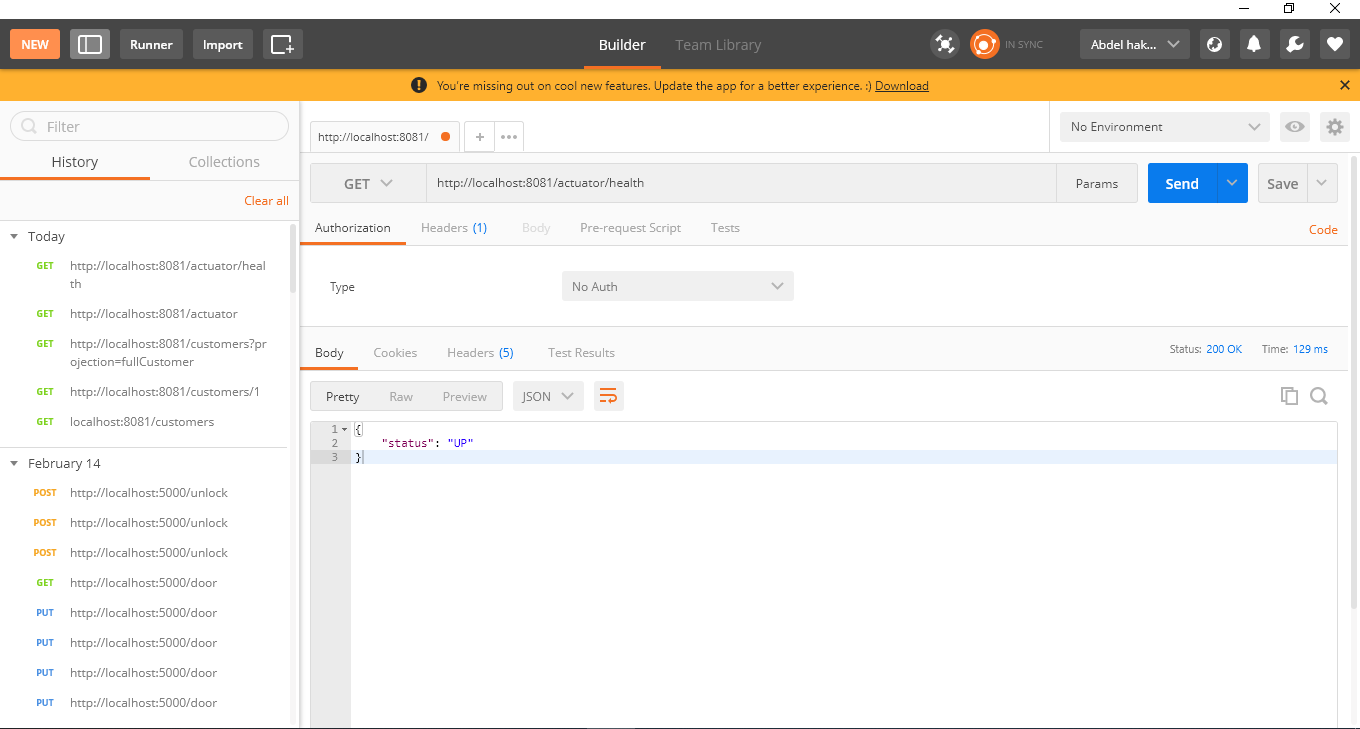 NEW
Runner
Import
Builder
Team Library
IN SYNC
Abdel hak...
You're missing out on cool new features. Update the app for a better experience. :) Download
Filter
History
Collections
Clear all
Today
GET http://localhost:8081/actuator/heal
th
GET http://localhost:8081/actuator
GET http://localhost:8081/customers?pr
ojection=fullCustomer
GET http://localhost:8081/customers/1
GET localhost:8081/customers
February 14
POST http://localhost:5000/unlock
POST http://localhost:5000/unlock
POST http://localhost:5000/unlock
GET http://localhost:5000/door
PUT http://localhost:5000/door
PUT http://localhost:5000/door
PUT http://localhost:5000/door
PUT http://localhost:5000/door
http://localhost:8081/
No Environment
GET
http://localhost:8081/actuator/health
Params
Send
Save
Authorization
Headers (1)
Body
Pre-request Script
Tests
Code
Type
No Auth
Body
Cookies
Headers (5)
Test Results
Status: 200 OK
Time: 129 ms
Pretty
Raw
Preview
JSON
1 {
2 "status": "UP"
3 }